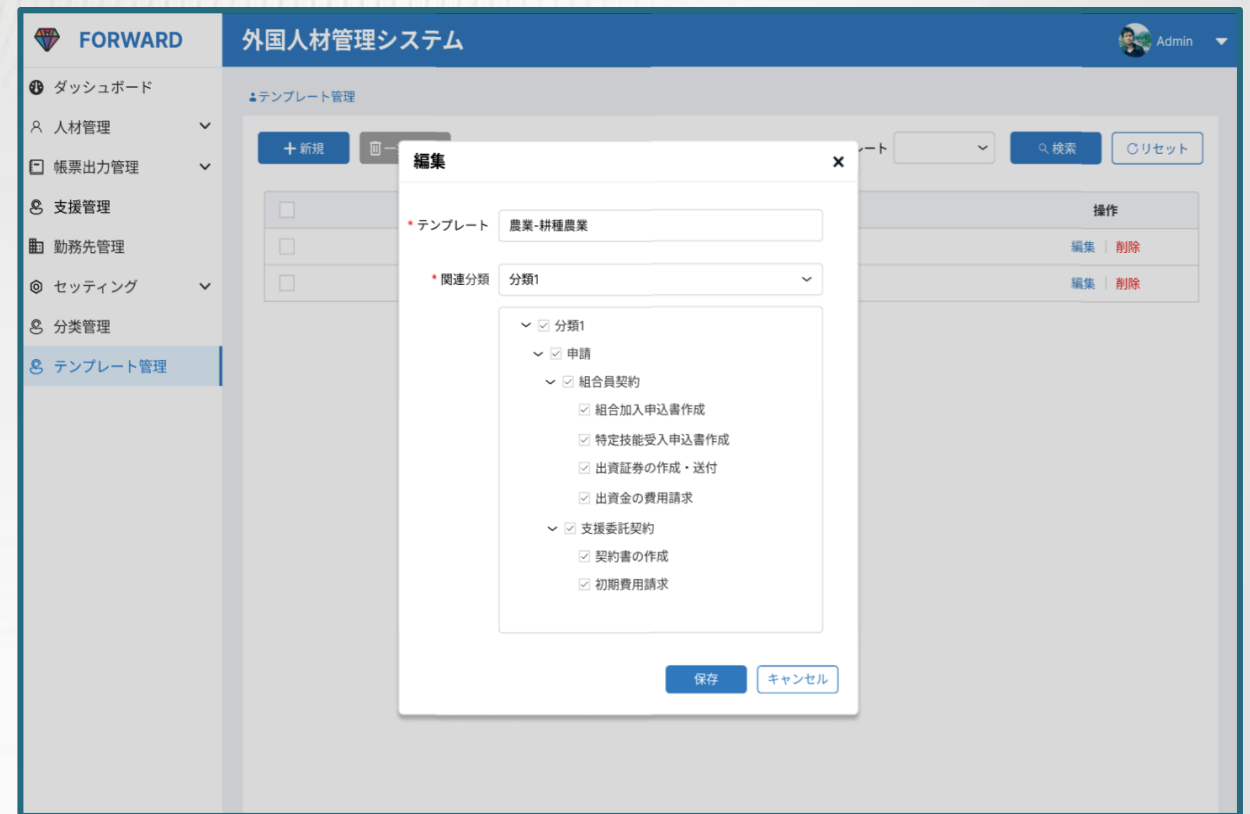 FORWARD
外国人材管理システム
Admin
ダッシュボード
人材管理
帳票出力管理
支援管理
勤務先管理
セッティング
分类管理
テンプレート管理
テンプレート管理
新規
検索
リセット
操作
編集 削除
編集 削除
編集
* テンプレート 農業-耕種農業
* 関連分類 分類1
分類1
申請
組合員契約
組合加入申込書作成
特定技能受入申込書作成
出資証券の作成・送付
出資金の費用請求
支援委託契約
契約書の作成
初期費用請求
保存
キャンセル